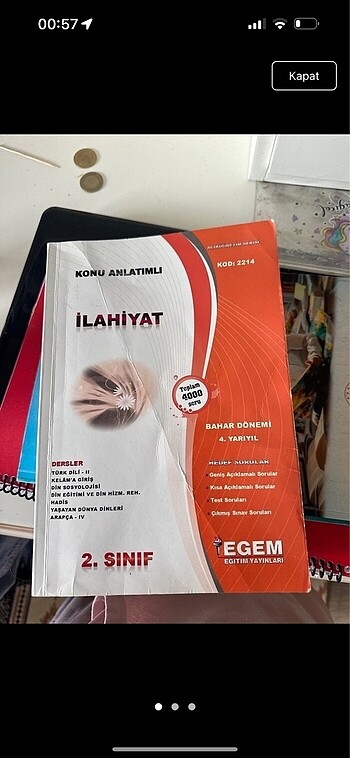 00:57
Kapat
KONU ANLATIMLI
KOD: 2214
İLAHİYAT
Toplam
4000
soru
BAHAR DÖNEMİ
4. YARIYIL
DERSLER
TÜRK DİLİ - II
KELÂM'A GİRİŞ
DİN SOSYOLOJİSİ
DİN EĞİTİMİ VE DİN HİZM. REH.
HADİS
YAŞAYAN DÜNYA DİNLERİ
ARAPÇA - IV
HEDEF SORULAR
Geniş Açıklamalı Sorular
Kısa Açıklamalı Sorular
Test Soruları
Çıkmış Sınav Soruları
2. SINIF
EGEM
EĞİTİM YAYINLARI